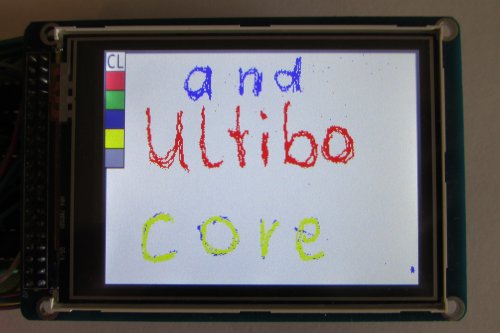 CL
and
Ultibo
core